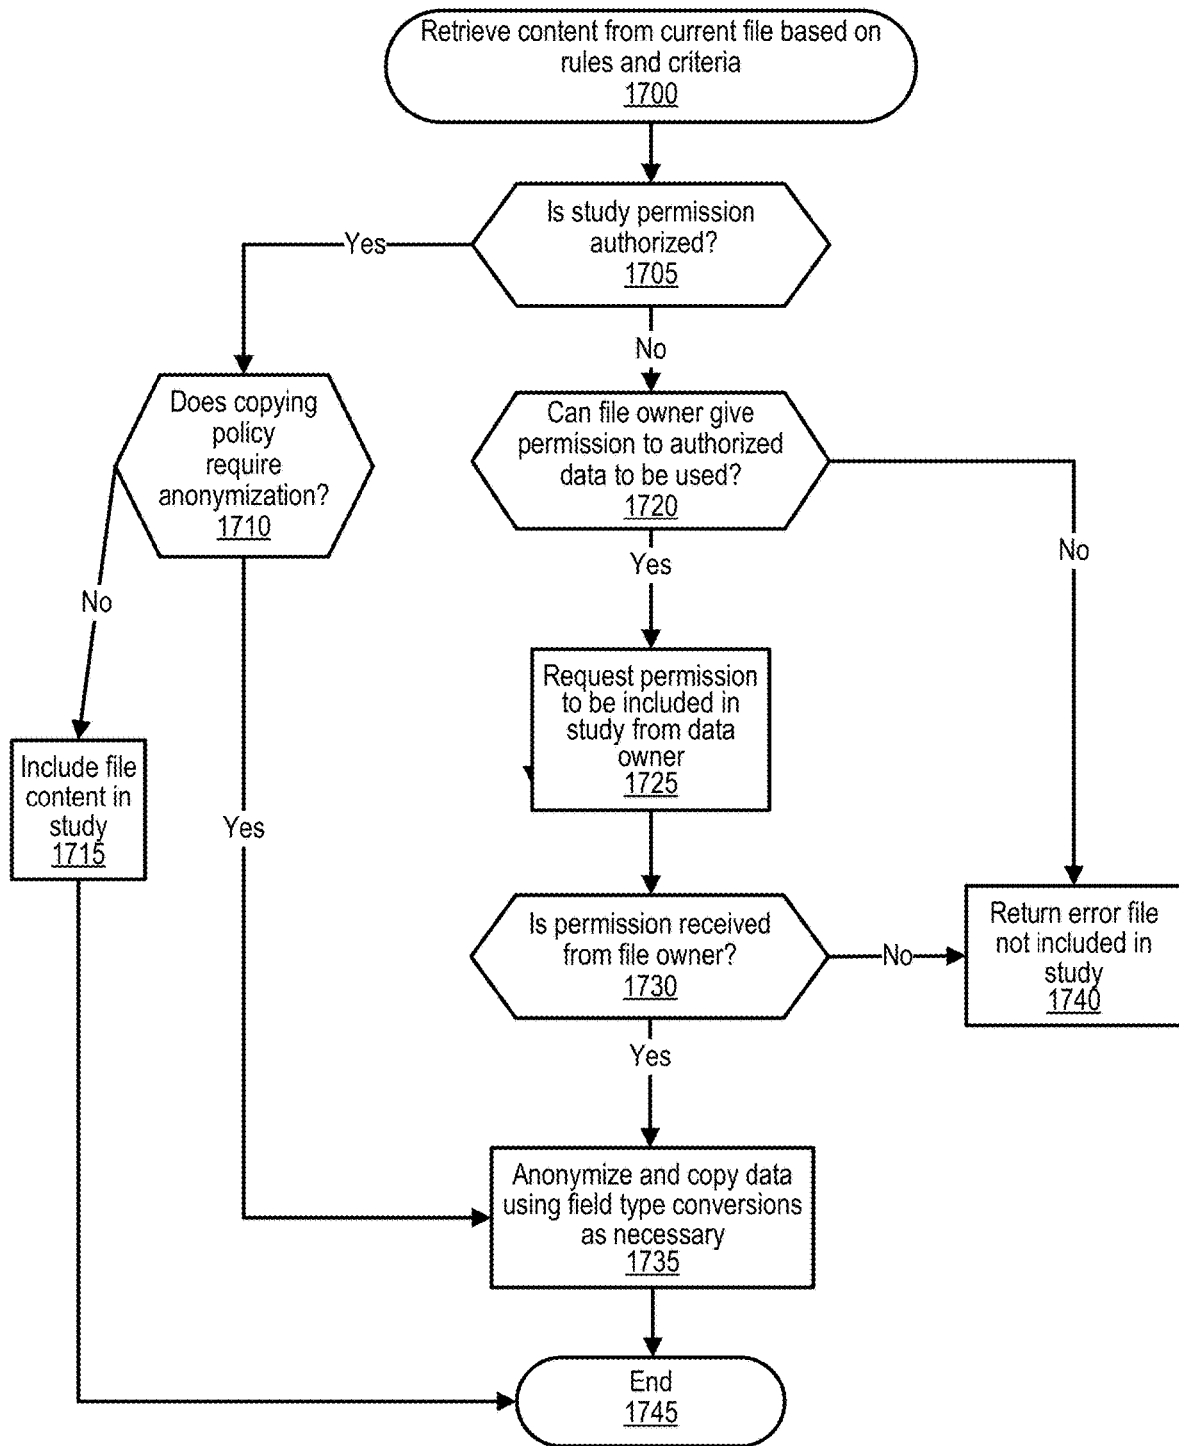 Retrieve content from current file based on
rules and criteria
1700
Is study permission
authorized?
1705
Yes
No
Does copying
policy
require
anonymization?
1710
Can file owner give
permission to authorized
data to be used?
1720
No
Yes
No
Request permission
to be included in
study from data
owner
1725
Include file
content in
study
1715
Yes
Is permission received
from file owner?
1730
No
Return error file
not included in
study
1740
Yes
Anonymize and copy data
using field type conversions
as necessary
1735
End
1745